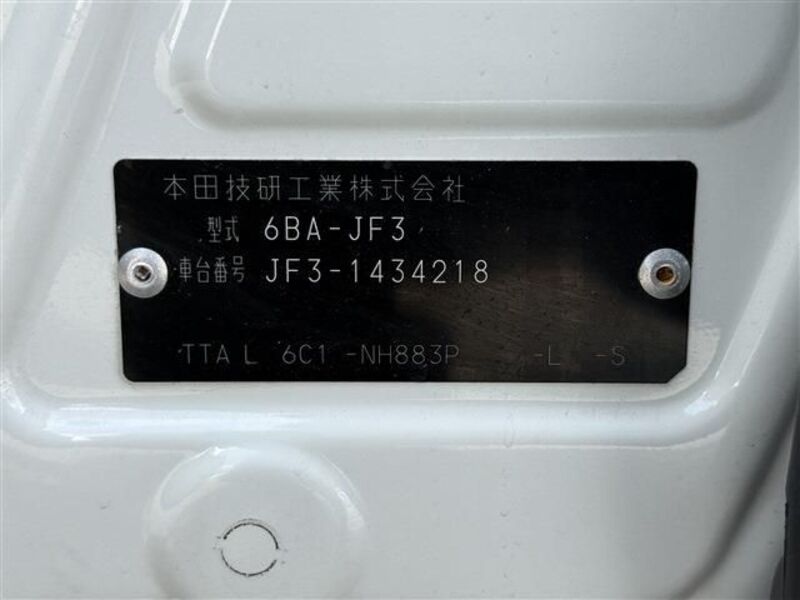 本田技研工業株式会社
型式 6BA-JF3
車台番号 JF3-1434218
TTA L 6C1 -NH883P -L -S